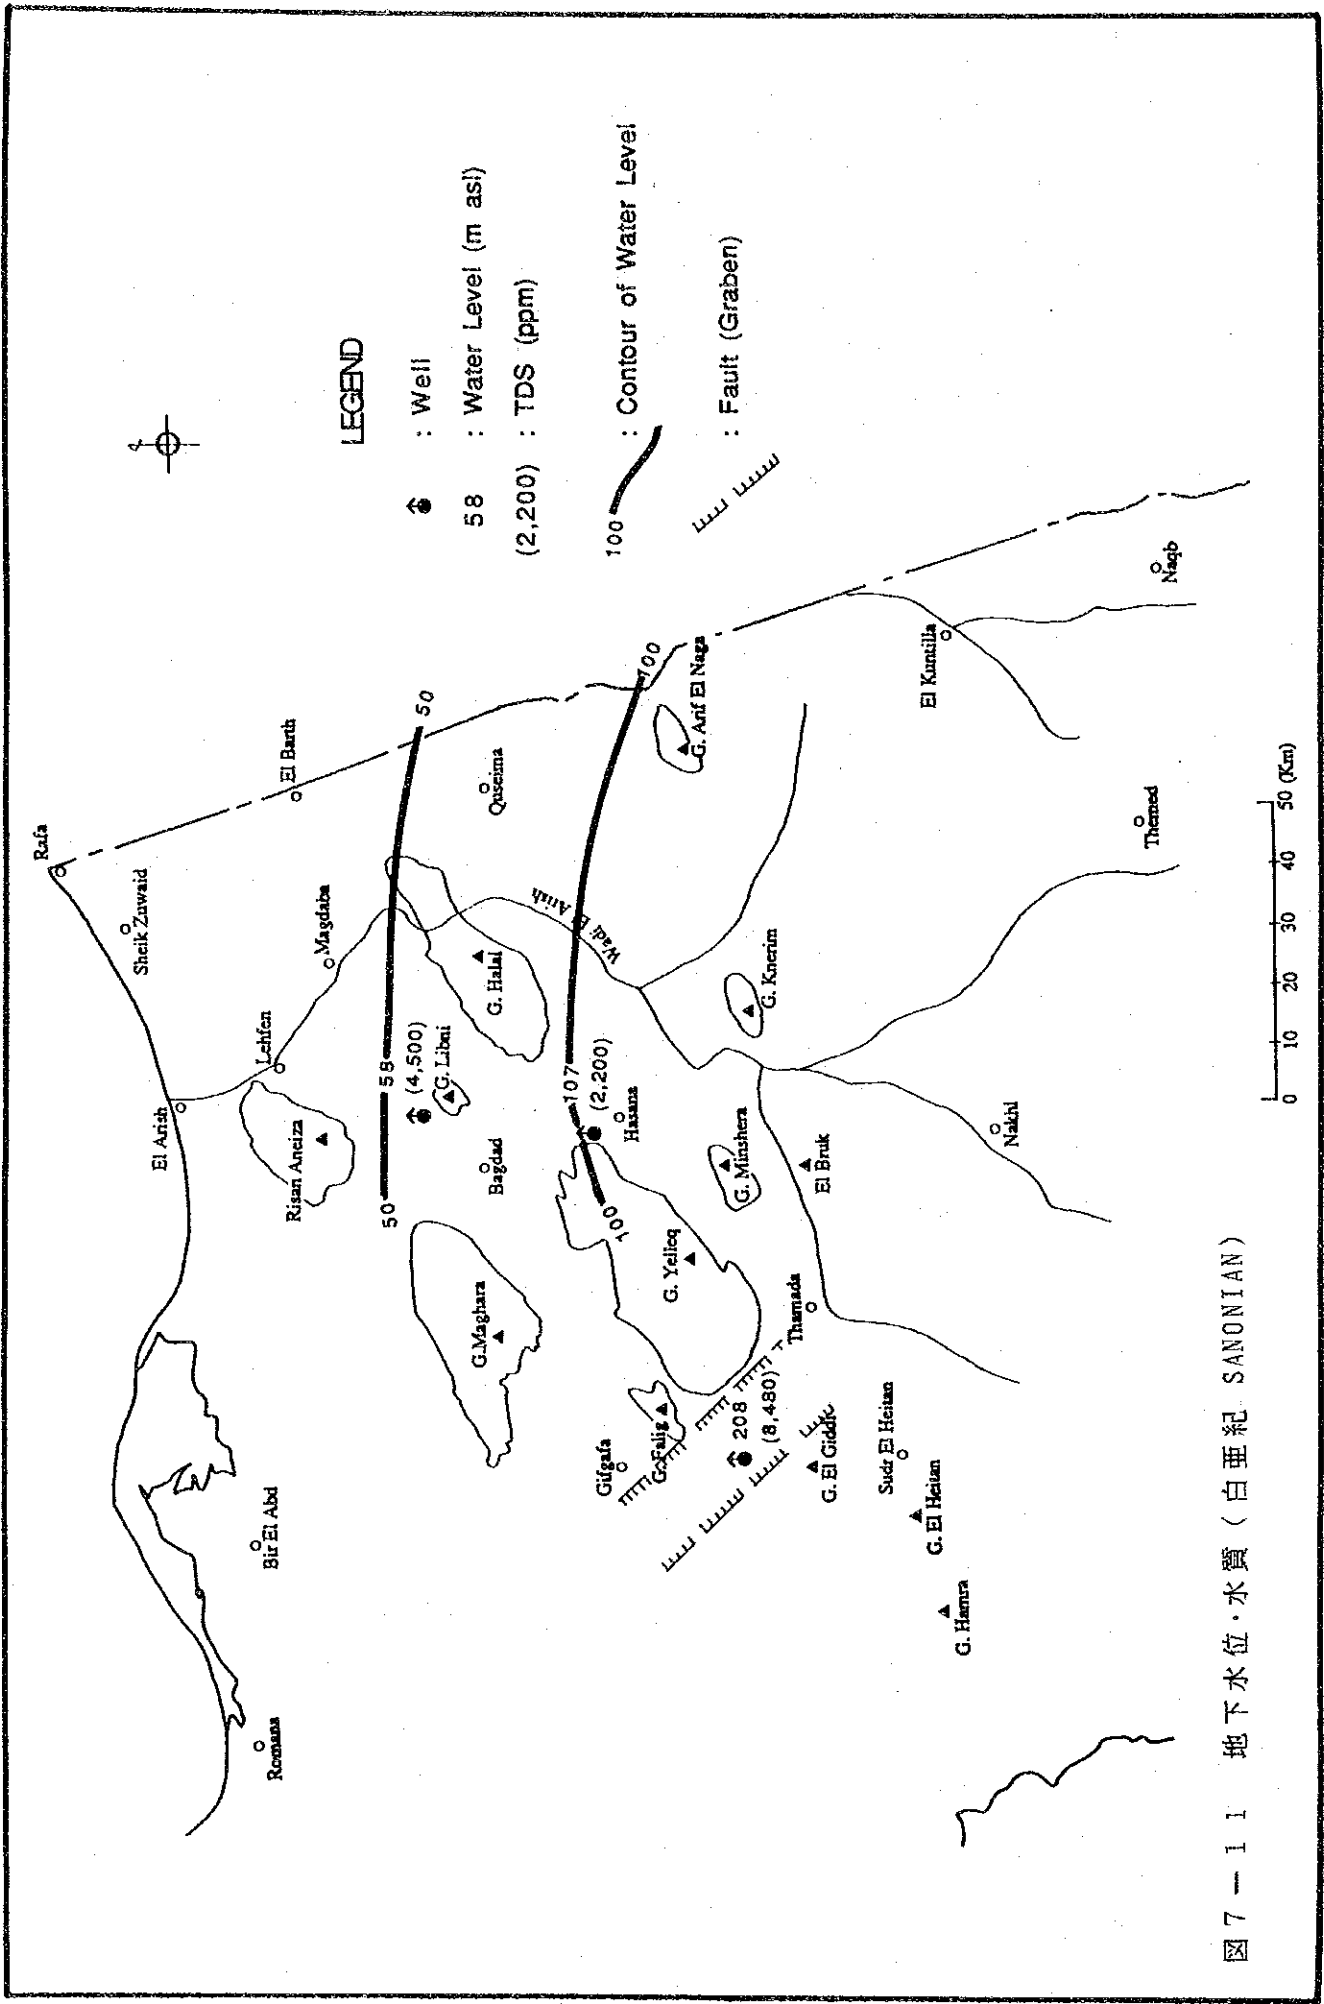 LEGEND
: Well
58 : Water Level (m asl)
(2,200) : TDS (ppm)
100 : Contour of Water Level
: Fault (Graben)
Rafa
Sheik Zuwaid
El Arish
El Barth
Lehfen
Magdaba
Risan Aneiza
Bir El Abd
Romana
50
58
50
(4,500)
G. Libni
G. Halal
Quseima
Bagdad
G.Maghara
Wadi El Arish
100
107
100
(2,200)
Hasana
G. Arif El Naga
G. Yelleq
Gifgafa
G.Falig
G. Minshera
G. Knerim
208
(8,480)
Thamada
El Bruk
G. El Giddi
Sudr El Heitan
G. El Heitan
G. Hamra
El Kuntilla
Nakhl
Themed
Naqb
0 10 20 30 40 50 (Km)
図7－11 地下水位・水質（白亜紀 SANONIAN）